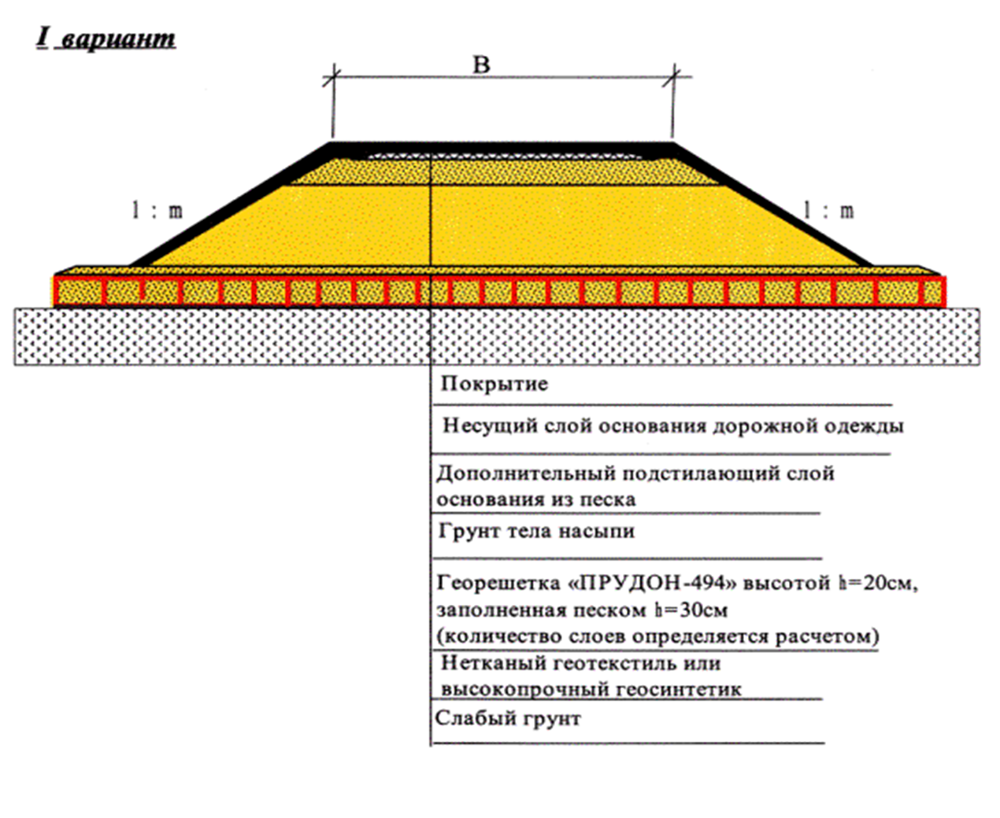 I вариант
B
1 : m
1 : m
Покрытие
Несущий слой основания дорожной одежды
Дополнительный подстилающий слой
основания из песка
Грунт тела насыпи
Георешетка «ПРУДОН-494» высотой h=20см,
заполненная песком h=30см
(количество слоев определяется расчетом)
Нетканый геотекстиль или
высокопрочный геосинтетик
Слабый грунт